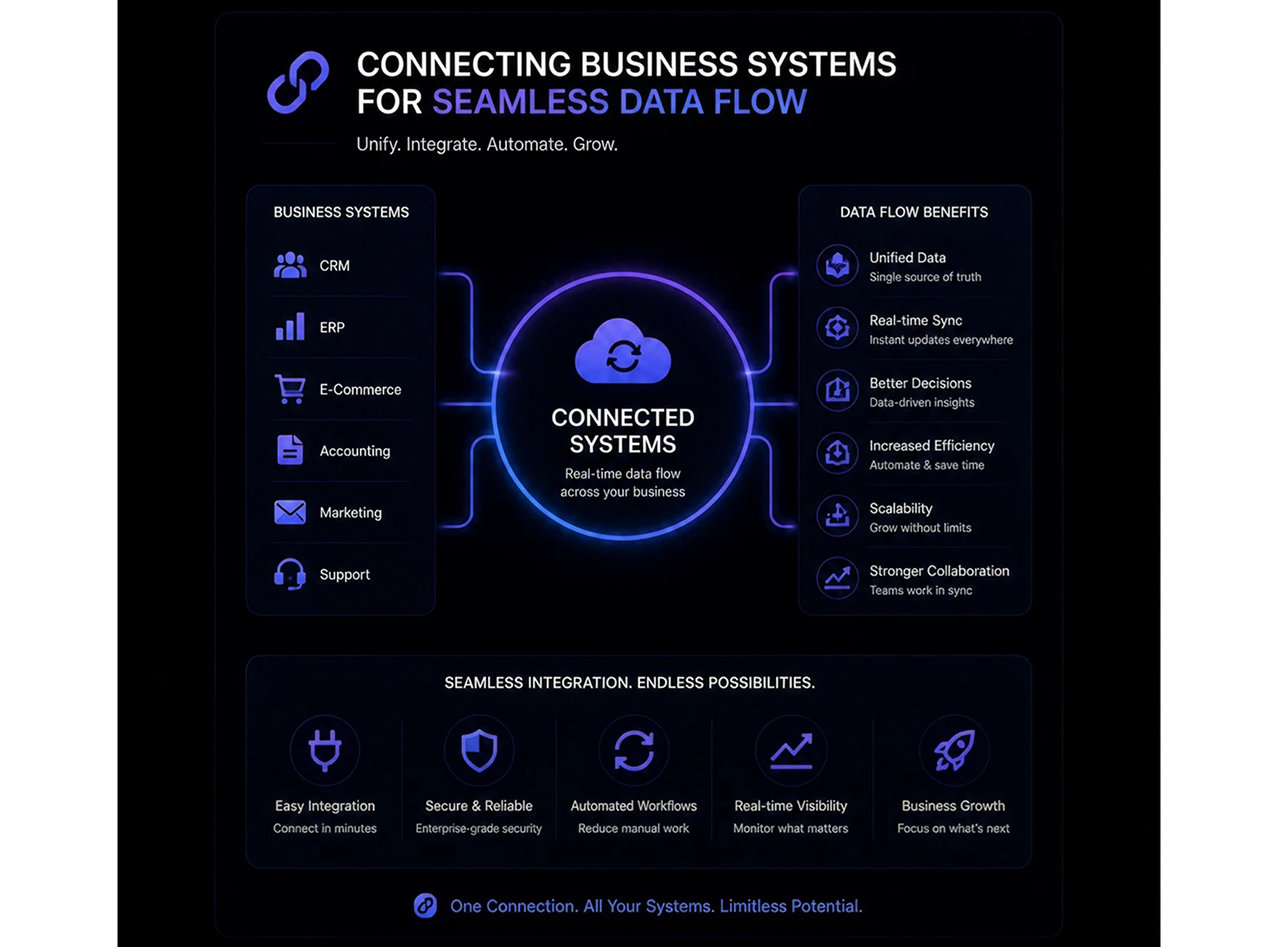 CONNECTING BUSINESS SYSTEMS
FOR SEAMLESS DATA FLOW
Unify. Integrate. Automate. Grow.
BUSINESS SYSTEMS
CRM
ERP
E-Commerce
Accounting
Marketing
Support
CONNECTED
SYSTEMS
Real-time data flow
across your business
DATA FLOW BENEFITS
Unified Data
Single source of truth
Real-time Sync
Instant updates everywhere
Better Decisions
Data-driven insights
Increased Efficiency
Automate & save time
Scalability
Grow without limits
Stronger Collaboration
Teams work in sync
SEAMLESS INTEGRATION. ENDLESS POSSIBILITIES.
Easy Integration
Connect in minutes
Secure & Reliable
Enterprise-grade security
Automated Workflows
Reduce manual work
Real-time Visibility
Monitor what matters
Business Growth
Focus on what's next
One Connection. All Your Systems. Limitless Potential.